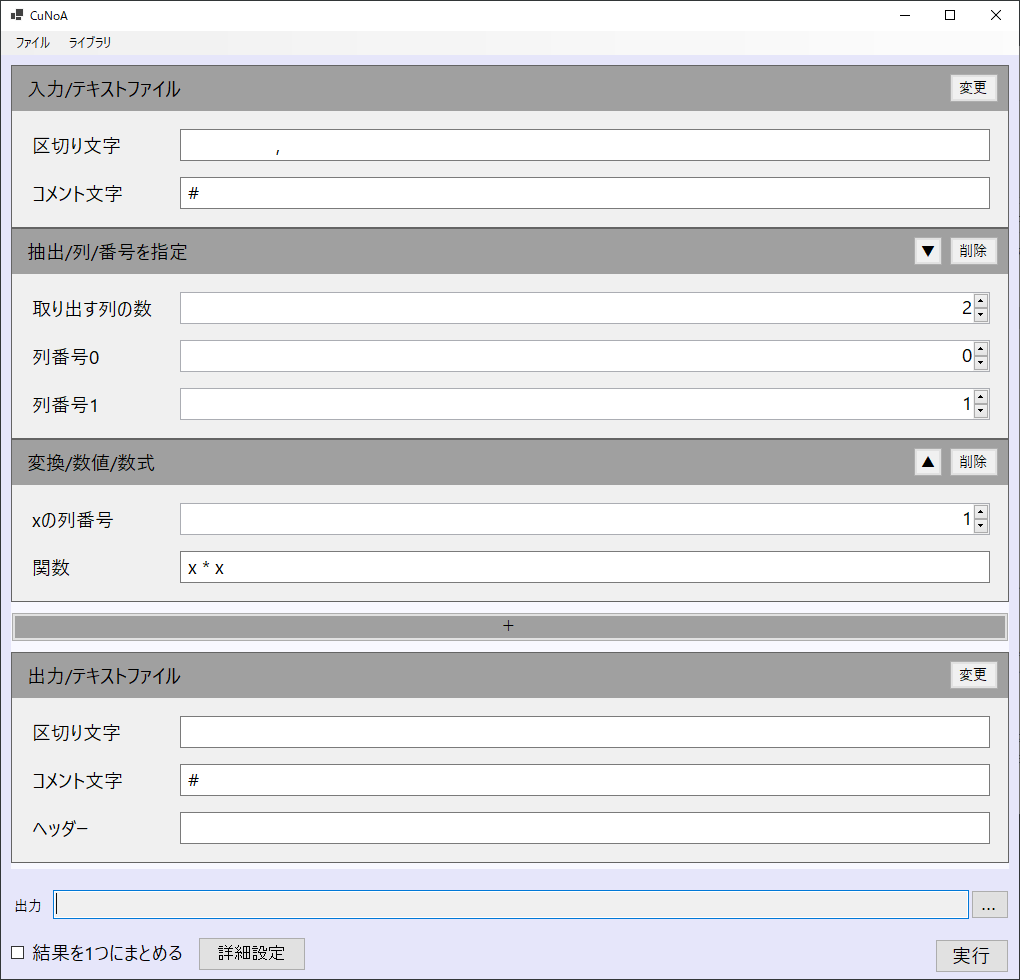 CuNoA
ファイル ライブラリ
入力/テキストファイル 変更
区切り文字 ,
コメント文字 #
抽出/列/番号を指定 ▼ 削除
取り出す列の数 2
列番号0 0
列番号1 1
変換/数値/数式 ▲ 削除
xの列番号 1
関数 x * x
+
出力/テキストファイル 変更
区切り文字
コメント文字 #
ヘッダー
出力 ...
結果を1つにまとめる 詳細設定 実行